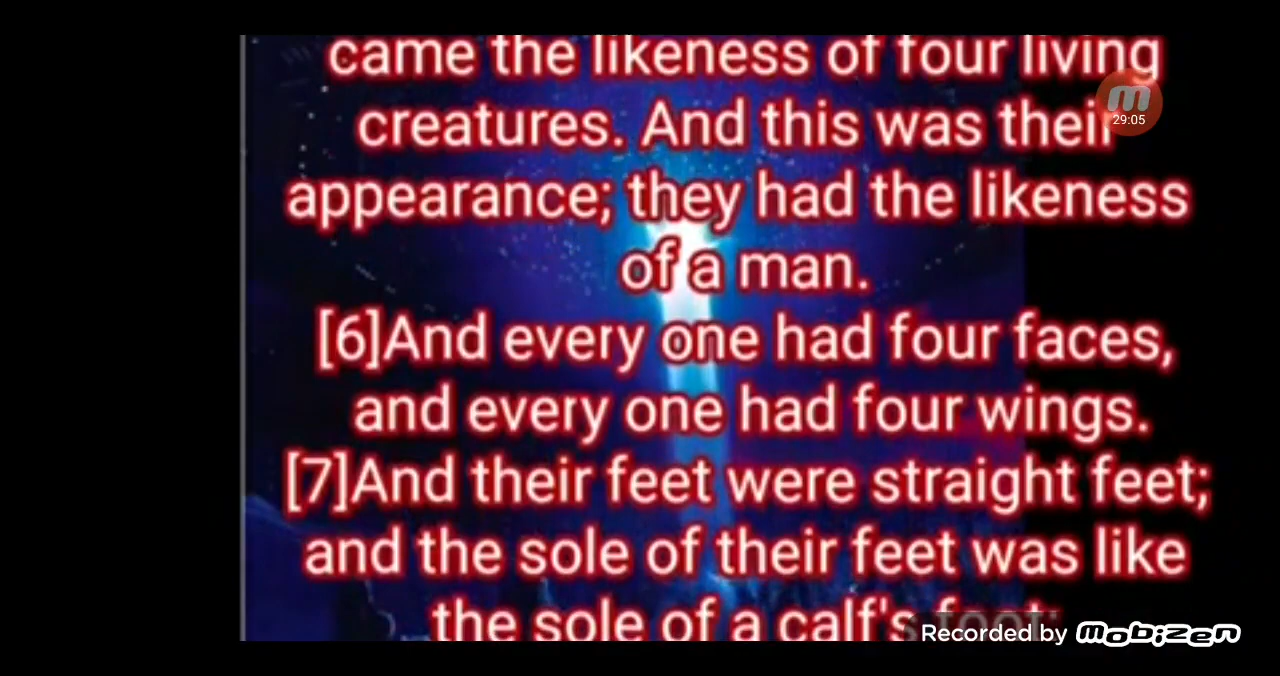 came the likeness of four living
creatures. And this was their
appearance; they had the likeness
of a man.
[6]And every one had four faces,
and every one had four wings.
[7]And their feet were straight feet;
and the sole of their feet was like
the sole of a calf's foot:
29:05
Recorded by mobizen